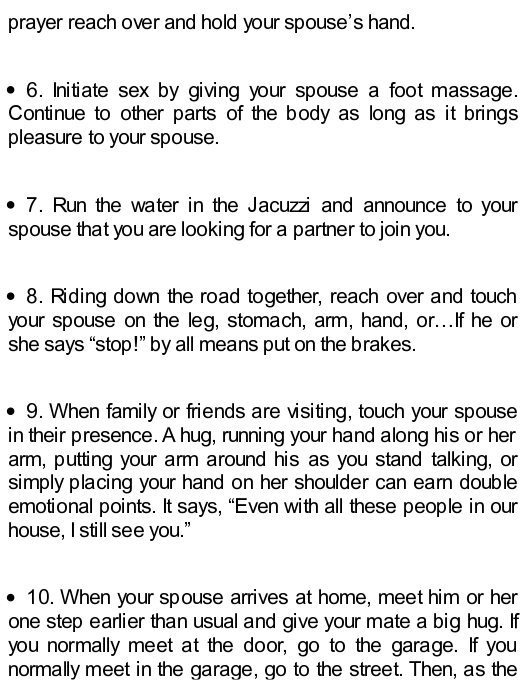 prayer reach over and hold your spouse’s hand.
• 6. Initiate sex by giving your spouse a foot massage.
Continue to other parts of the body as long as it brings
pleasure to your spouse.
• 7. Run the water in the Jacuzzi and announce to your
spouse that you are looking for a partner to join you.
• 8. Riding down the road together, reach over and touch
your spouse on the leg, stomach, arm, hand, or…If he or
she says “stop!” by all means put on the brakes.
• 9. When family or friends are visiting, touch your spouse
in their presence. A hug, running your hand along his or her
arm, putting your arm around his as you stand talking, or
simply placing your hand on her shoulder can earn double
emotional points. It says, “Even with all these people in our
house, I still see you.”
• 10. When your spouse arrives at home, meet him or her
one step earlier than usual and give your mate a big hug. If
you normally meet at the door, go to the garage. If you
normally meet in the garage, go to the street. Then, as the